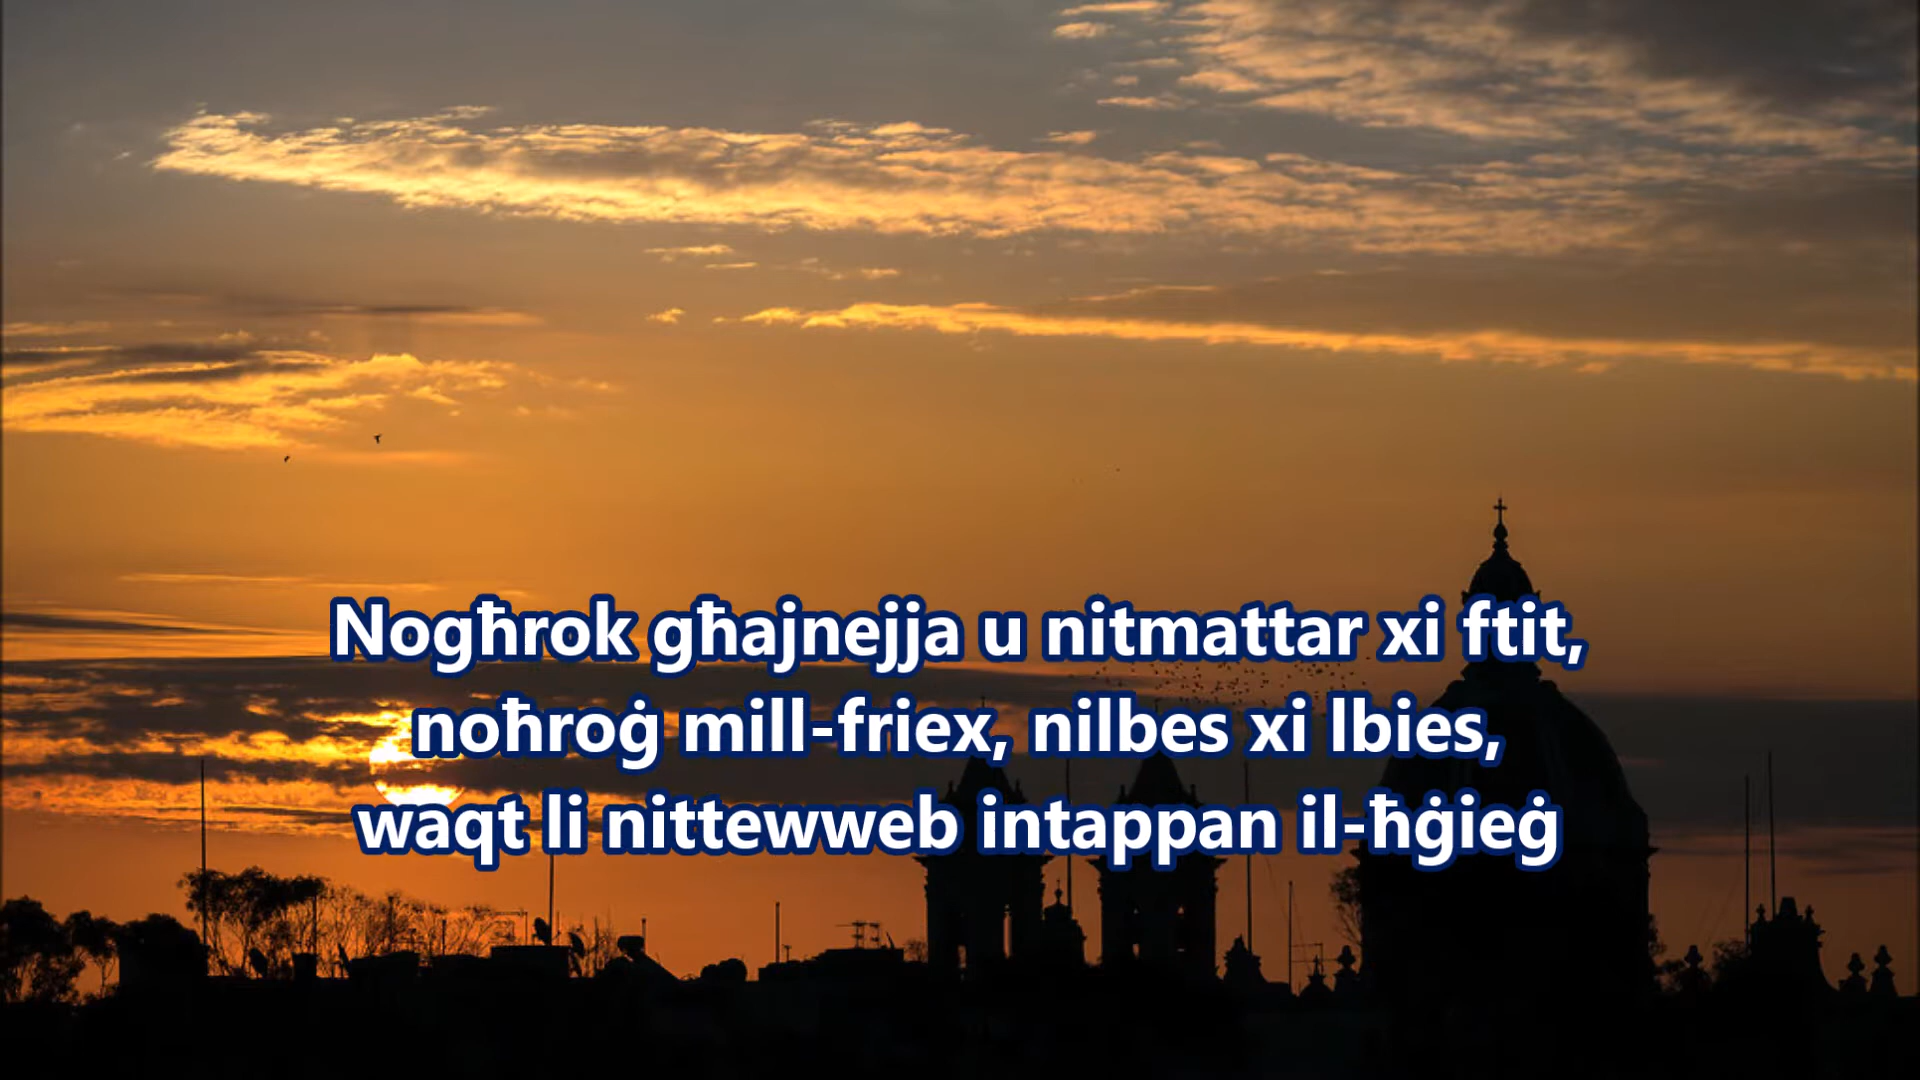 Nogħrok għajnejja u nitmattar xi ftit,
noħroġ mill-friex, nilbes xi lbies,
waqt li nittewweb intappan il-ħġieġ